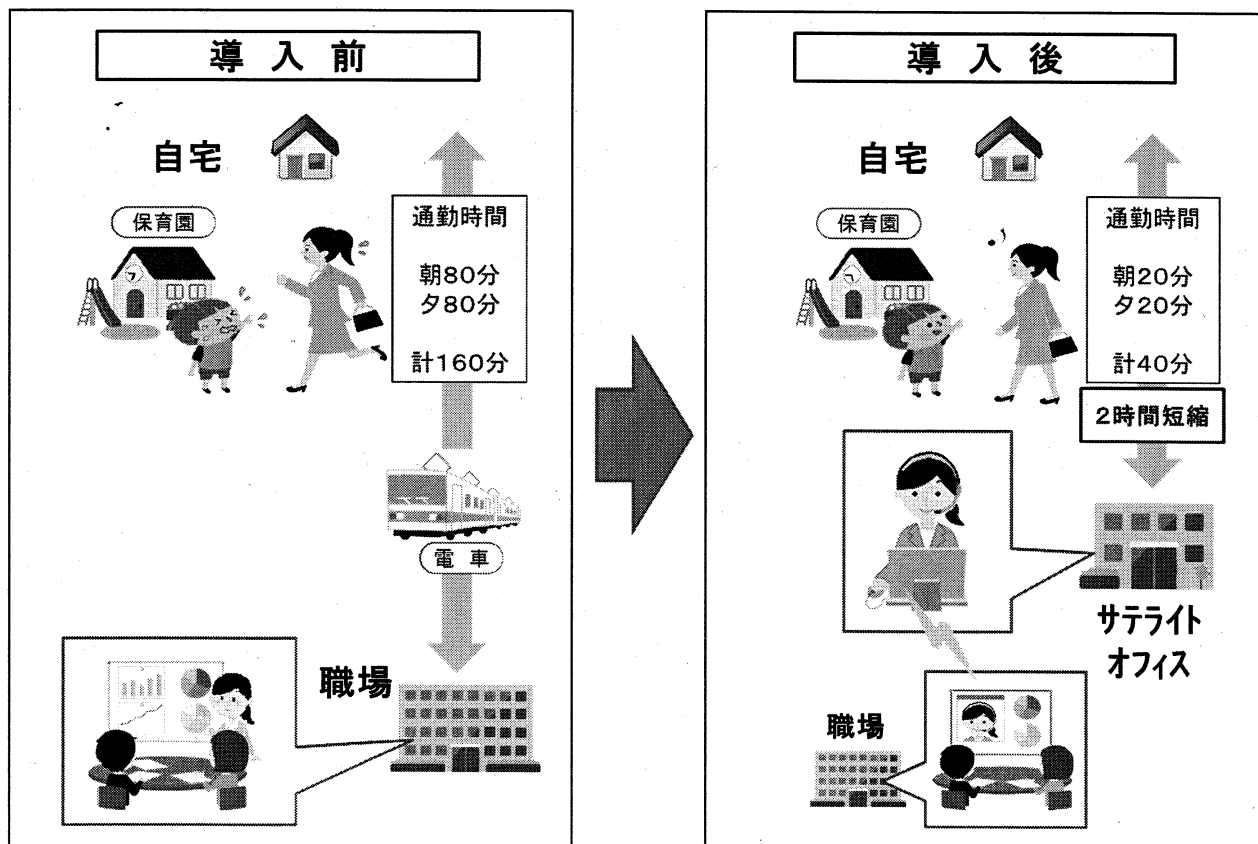 導入前
自宅
保育園
通勤時間
朝80分
夕80分
計160分
電車
職場
導入後
自宅
保育園
通勤時間
朝20分
夕20分
計40分
2時間短縮
サテライト
オフィス
職場